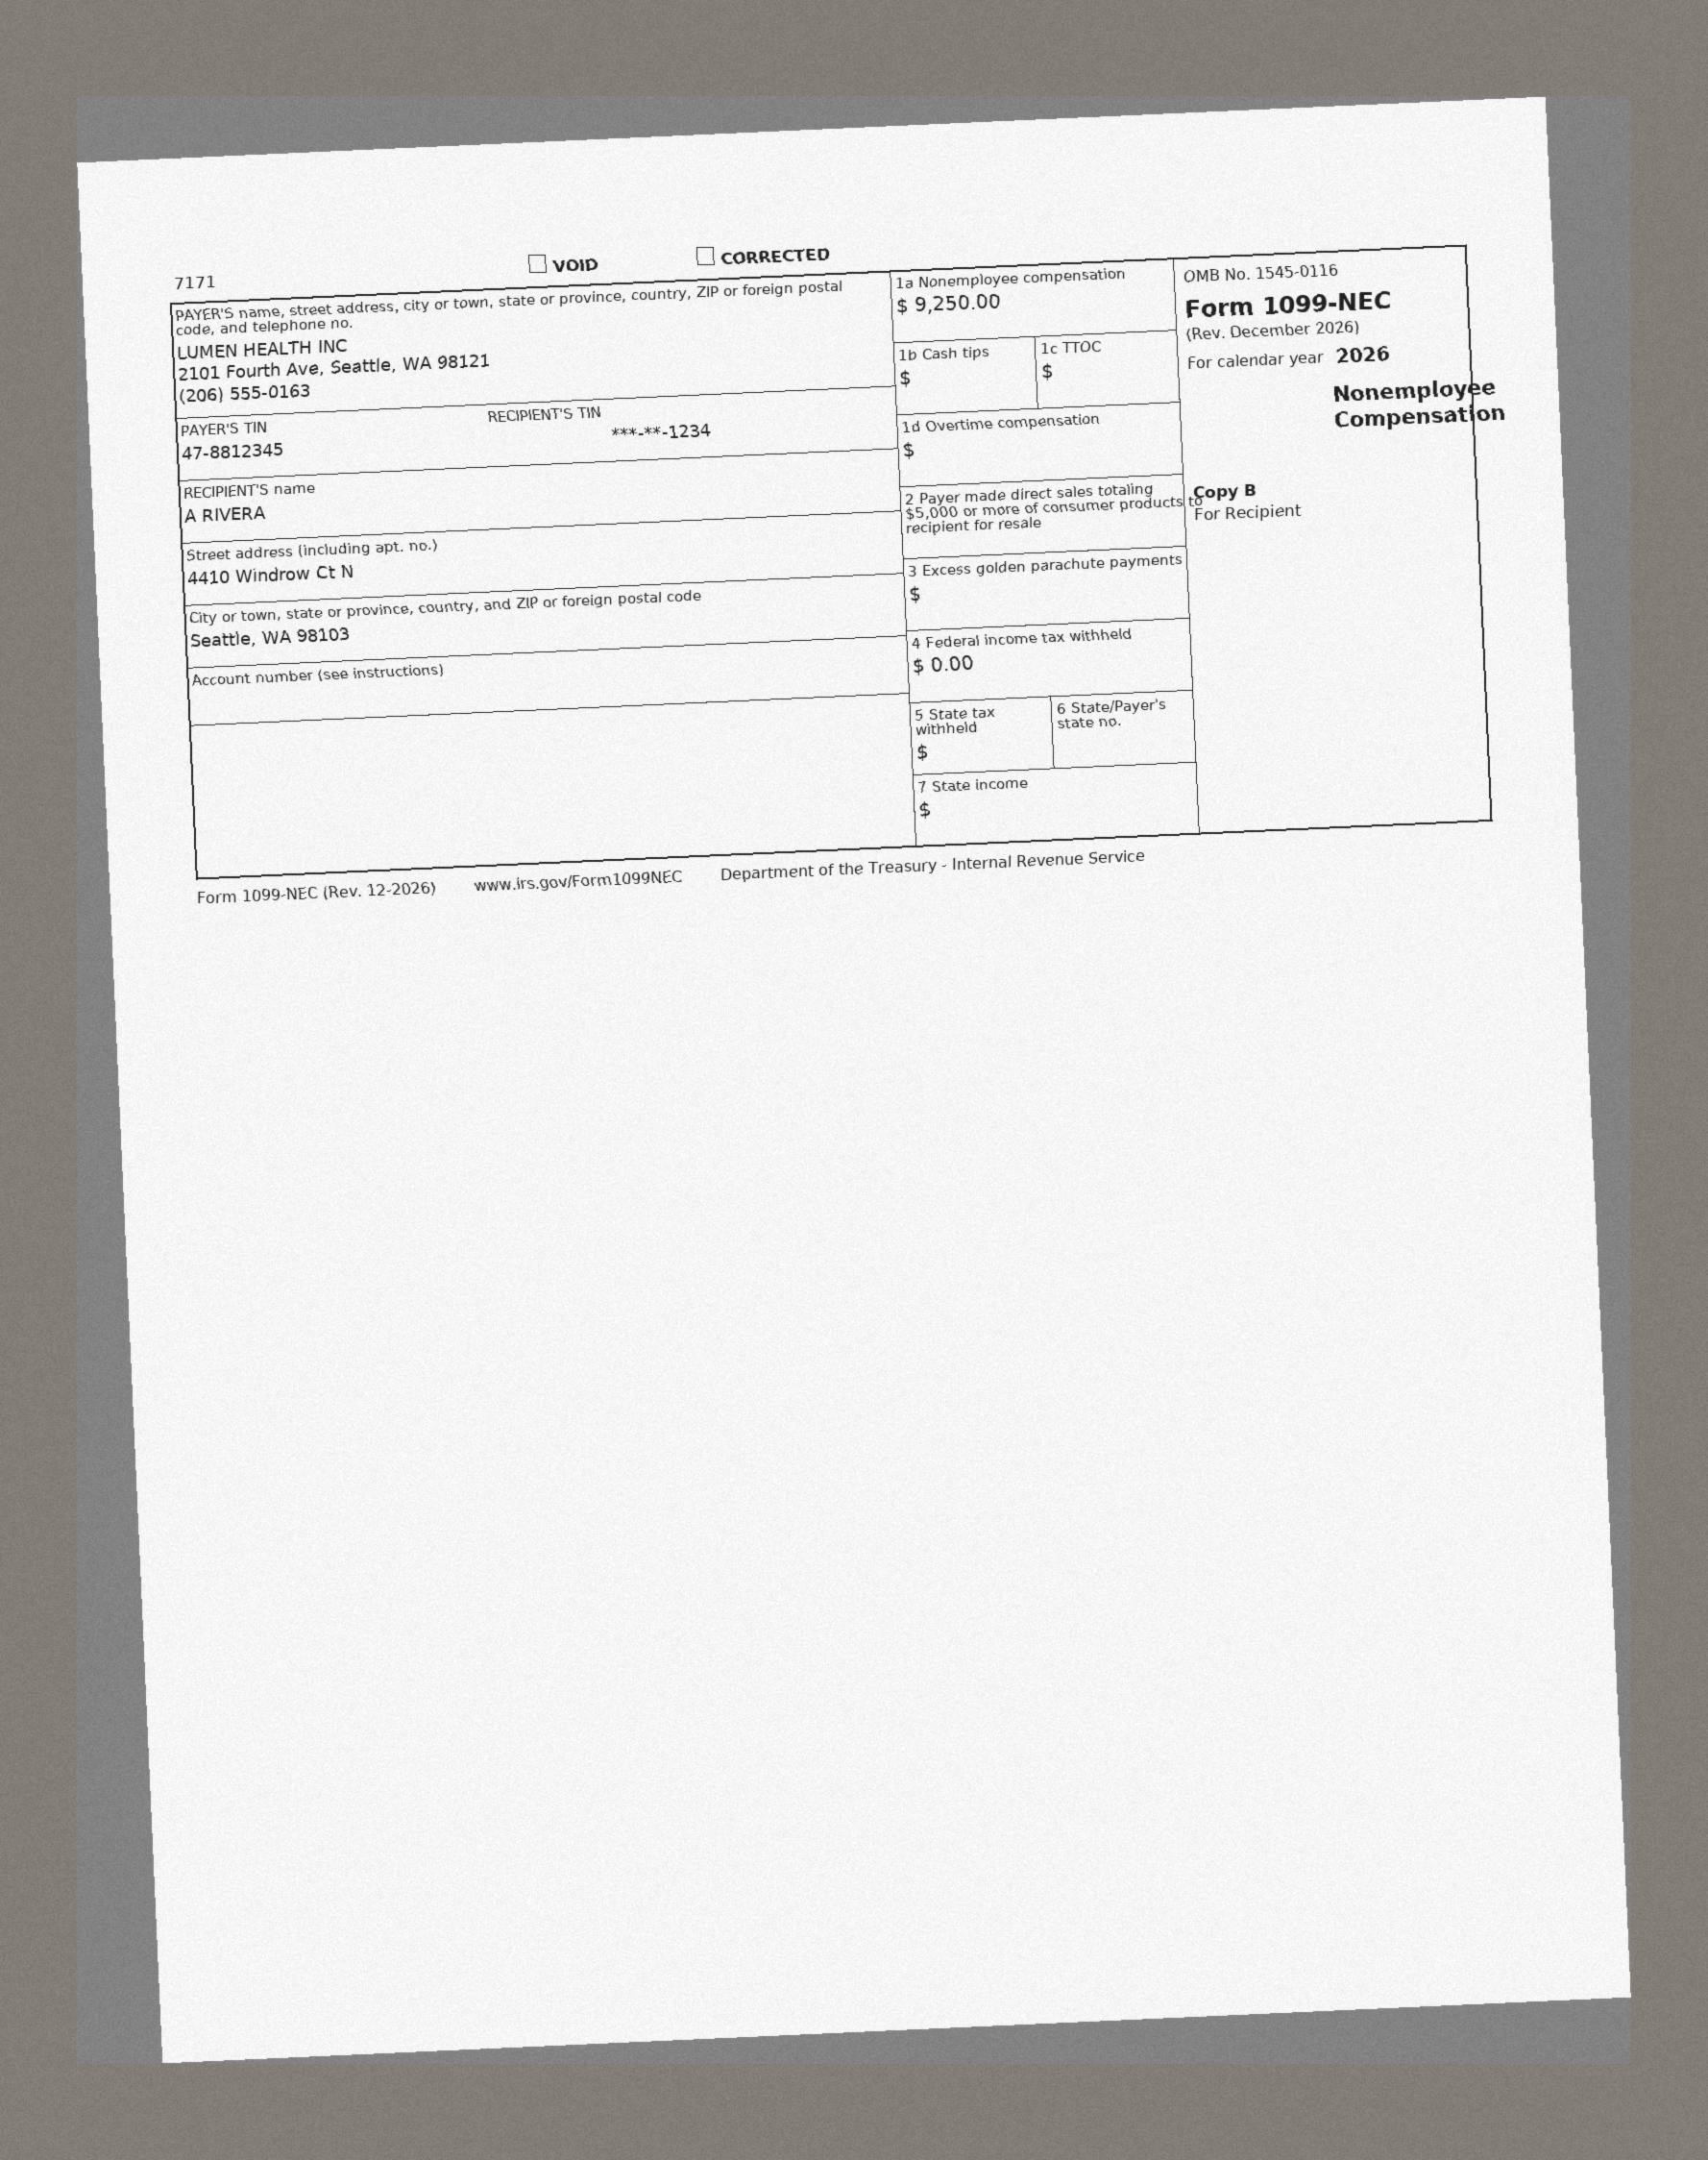 7171
VOID
CORRECTED
PAYER'S name, street address, city or town, state or province, country, ZIP or foreign postal
code, and telephone no.
LUMEN HEALTH INC
2101 Fourth Ave, Seattle, WA 98121
(206) 555-0163
PAYER'S TIN
47-8812345
RECIPIENT'S TIN
***-**-1234
RECIPIENT'S name
A RIVERA
Street address (including apt. no.)
4410 Windrow Ct N
City or town, state or province, country, and ZIP or foreign postal code
Seattle, WA 98103
Account number (see instructions)
1a Nonemployee compensation
$ 9,250.00
1b Cash tips
$
1c TTOC
$
1d Overtime compensation
$
2 Payer made direct sales totaling
$5,000 or more of consumer products to
recipient for resale
3 Excess golden parachute payments
$
4 Federal income tax withheld
$ 0.00
5 State tax
withheld
$
6 State/Payer's
state no.
7 State income
$
OMB No. 1545-0116
Form 1099-NEC
(Rev. December 2026)
For calendar year 2026
Nonemployee
Compensation
Copy B
For Recipient
Form 1099-NEC (Rev. 12-2026) www.irs.gov/Form1099NEC Department of the Treasury - Internal Revenue Service